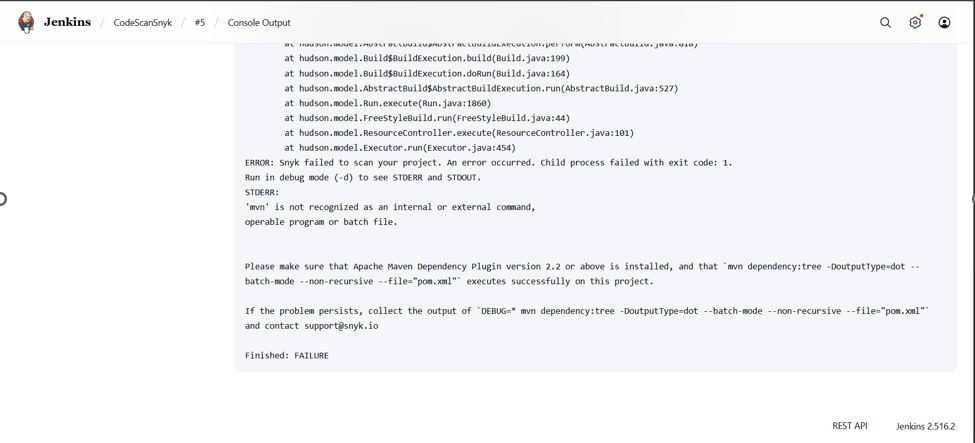 Jenkins / CodeScanSnyk / #5 / Console Output
at hudson.model.AbstractBuild$AbstractBuildExecution.perform(AbstractBuild.java:818)
at hudson.model.Build$BuildExecution.build(Build.java:199)
at hudson.model.Build$BuildExecution.doRun(Build.java:164)
at hudson.model.AbstractBuild$AbstractBuildExecution.run(AbstractBuild.java:527)
at hudson.model.Run.execute(Run.java:1860)
at hudson.model.FreeStyleBuild.run(FreeStyleBuild.java:44)
at hudson.model.ResourceController.execute(ResourceController.java:101)
at hudson.model.Executor.run(Executor.java:454)
ERROR: Snyk failed to scan your project. An error occurred. Child process failed with exit code: 1.
Run in debug mode (-d) to see STDERR and STDOUT.
STDERR:
'mvn' is not recognized as an internal or external command,
operable program or batch file.
Please make sure that Apache Maven Dependency Plugin version 2.2 or above is installed, and that `mvn dependency:tree -DoutputType=dot --
batch-mode --non-recursive --file="pom.xml"` executes successfully on this project.
If the problem persists, collect the output of `DEBUG=* mvn dependency:tree -DoutputType=dot --batch-mode --non-recursive --file="pom.xml"`
and contact support@snyk.io
Finished: FAILURE
REST API Jenkins 2.516.2